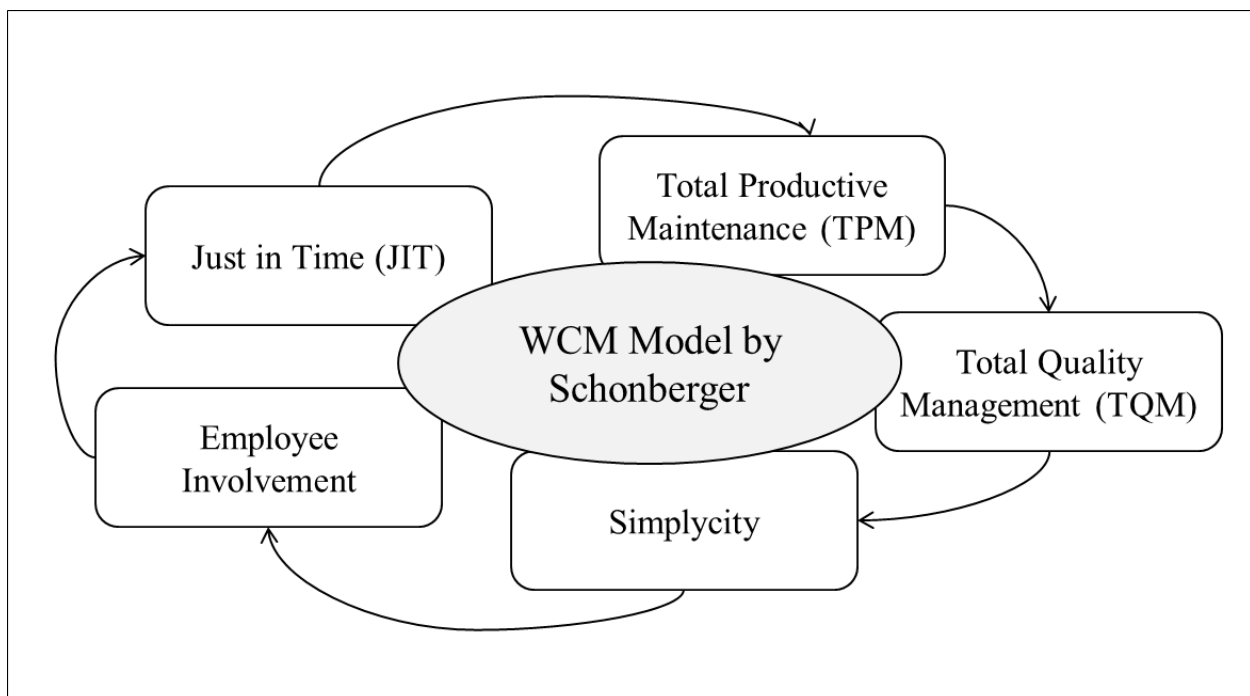 Total Productive
Maintenance (TPM)
Just in Time (JIT)
WCM Model by
Schonberger
Total Quality
Management (TQM)
Employee
Involvement
Simplycity